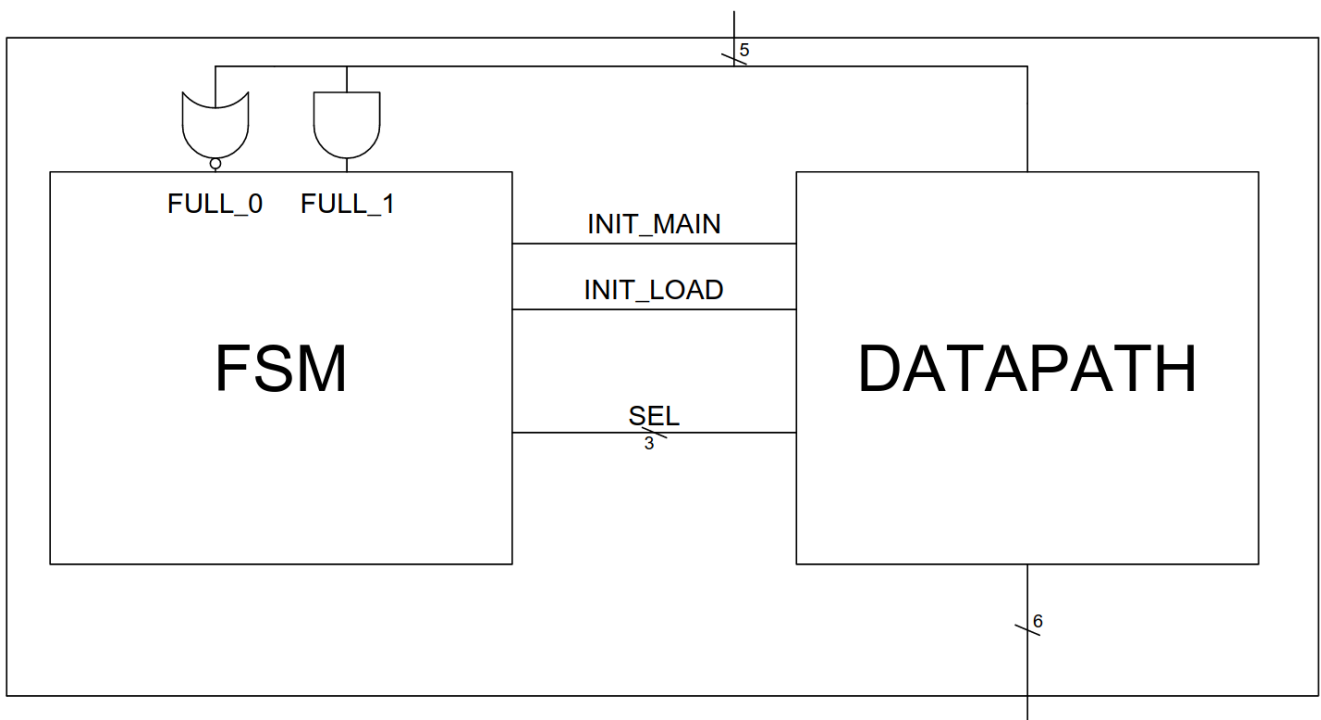 5
FULL_0 FULL_1
INIT_MAIN
INIT_LOAD
FSM
DATAPATH
SEL
3
6